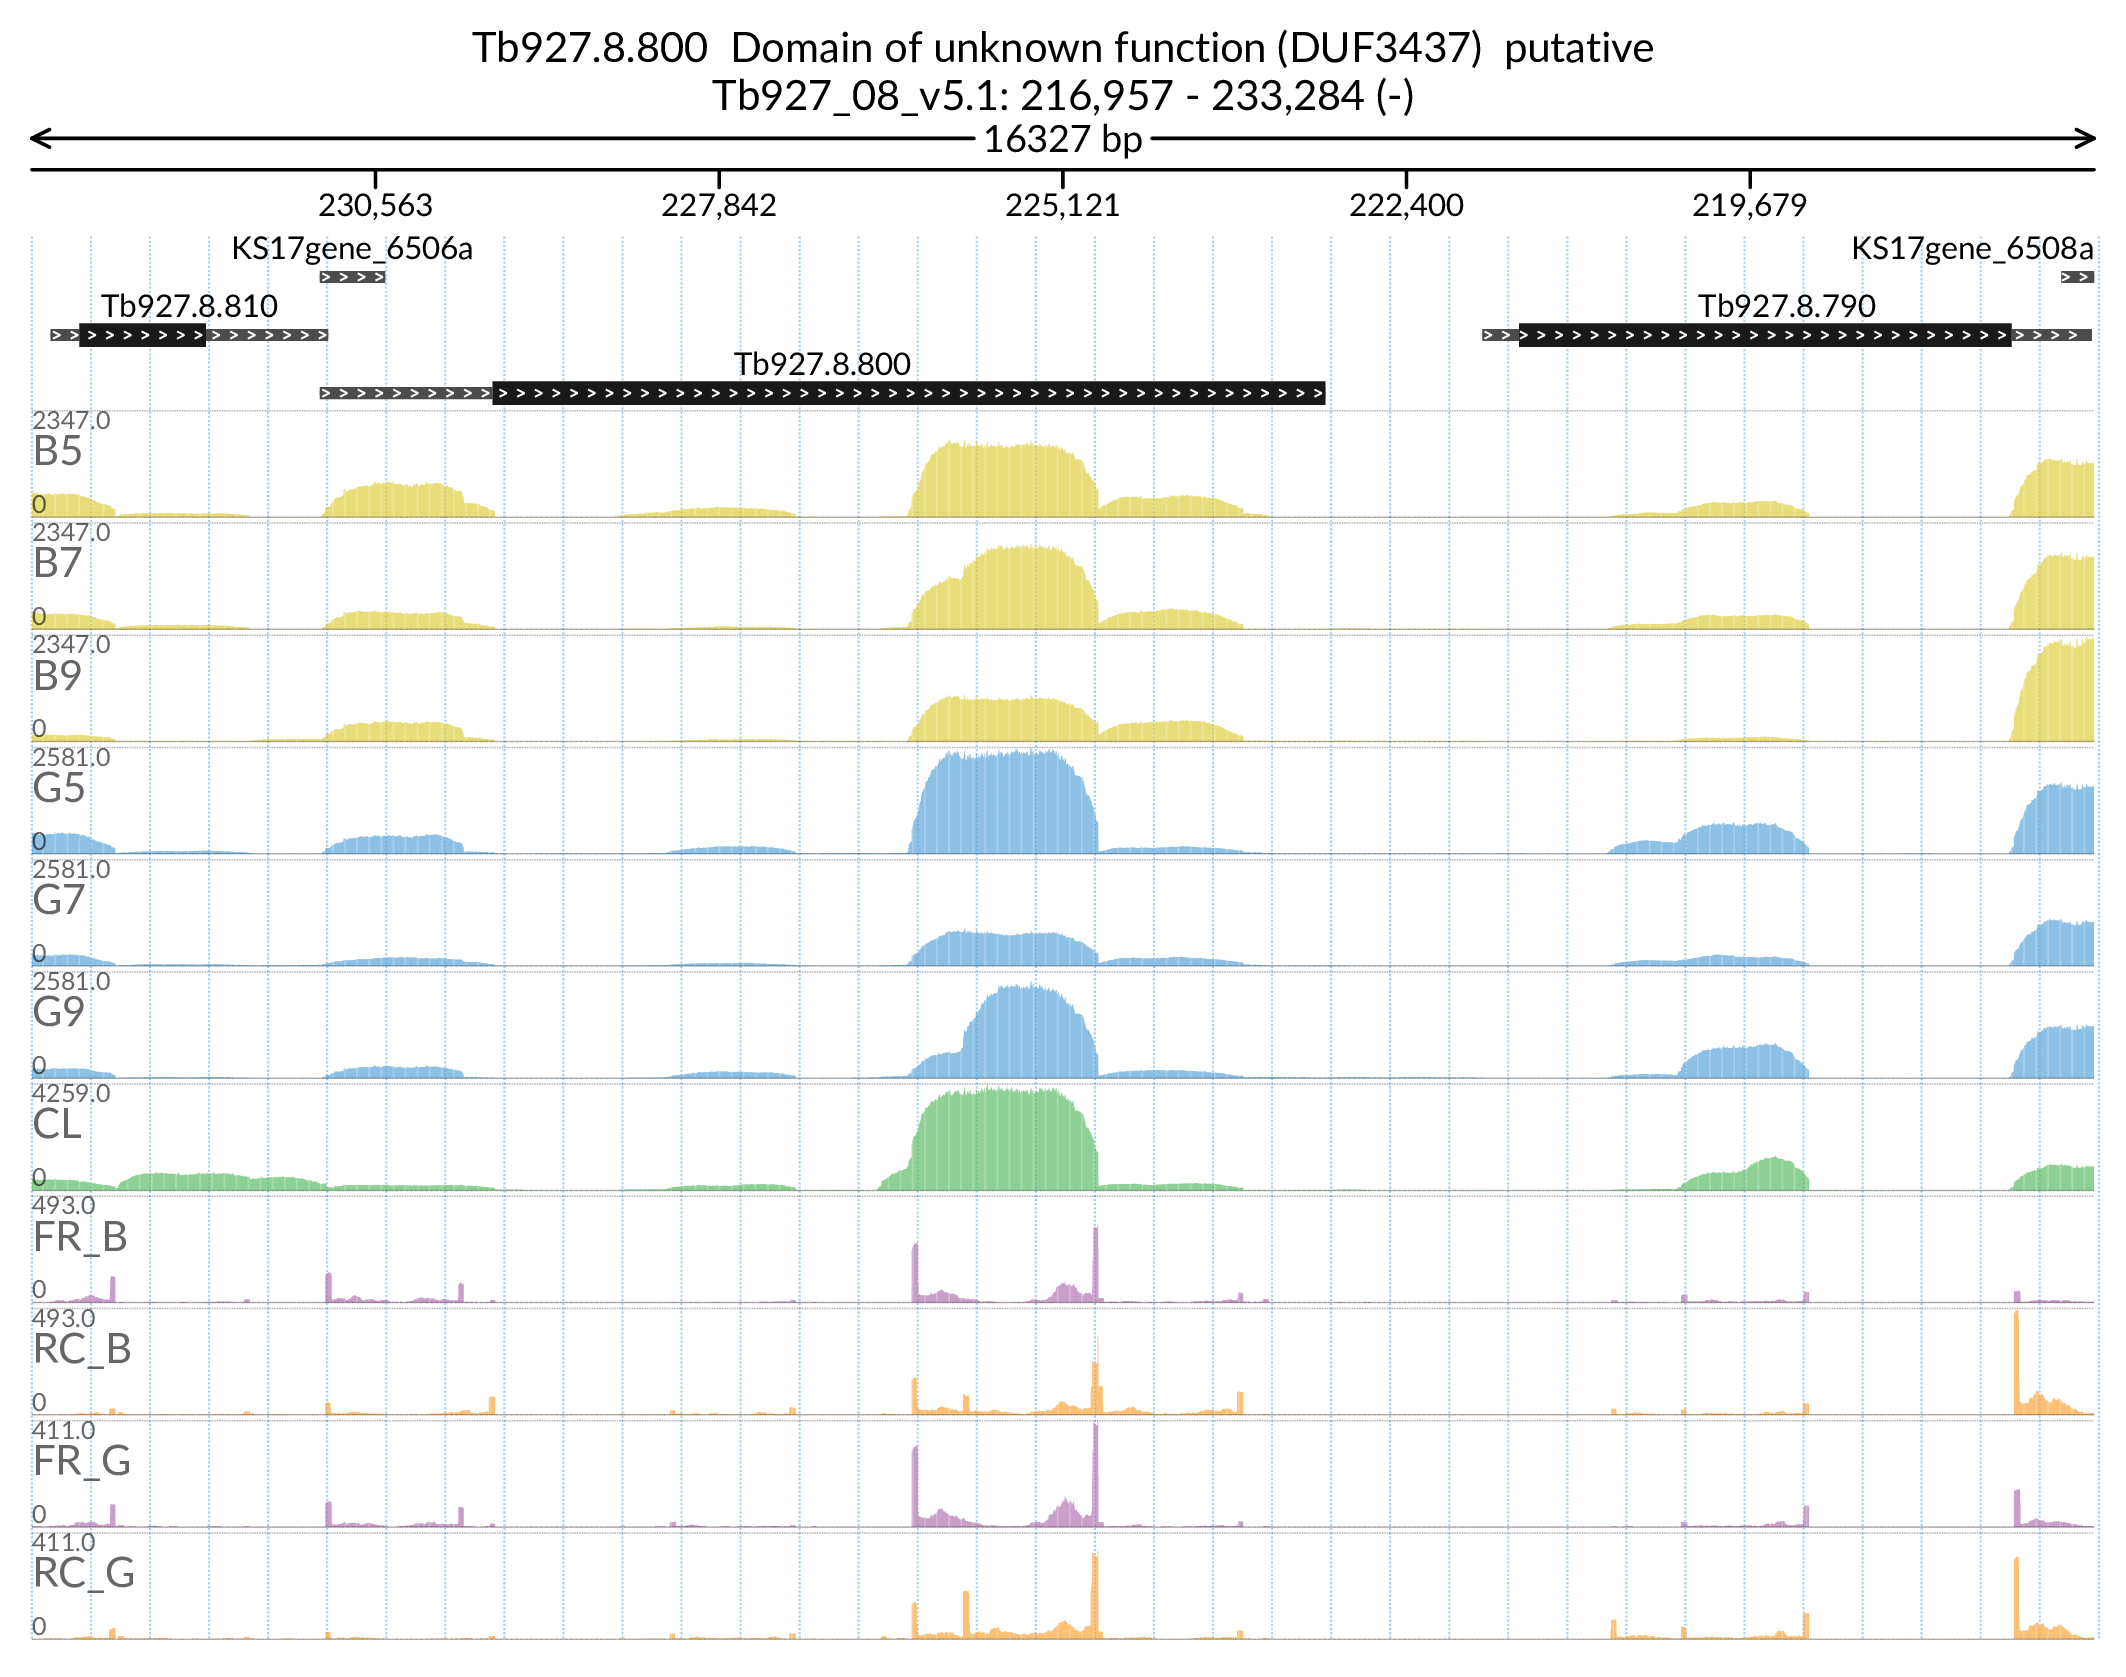 Tb927.8.800 Domain of unknown function (DUF3437) putative
Tb927_08_v5.1: 216,957 - 233,284 (-)
16327 bp
230,563 227,842 225,121 222,400 219,679
KS17gene_6506a KS17gene_6508a
Tb927.8.810 Tb927.8.790
Tb927.8.800
2347.0
B5
0
2347.0
B7
0
2347.0
B9
0
2581.0
G5
0
2581.0
G7
0
2581.0
G9
0
4259.0
CL
0
493.0
FR_B
0
493.0
RC_B
0
411.0
FR_G
0
411.0
RC_G
0